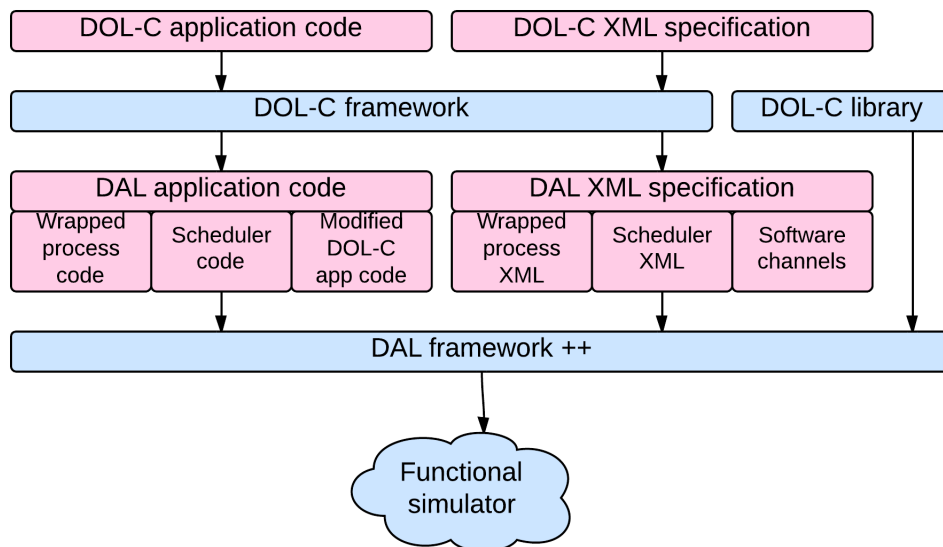 DOL-C application code
DOL-C XML specification
DOL-C framework
DOL-C library
DAL application code
DAL XML specification
Wrapped
process
code
Scheduler
code
Modified
DOL-C
app code
Wrapped
process
XML
Scheduler
XML
Software
channels
DAL framework ++
Functional
simulator